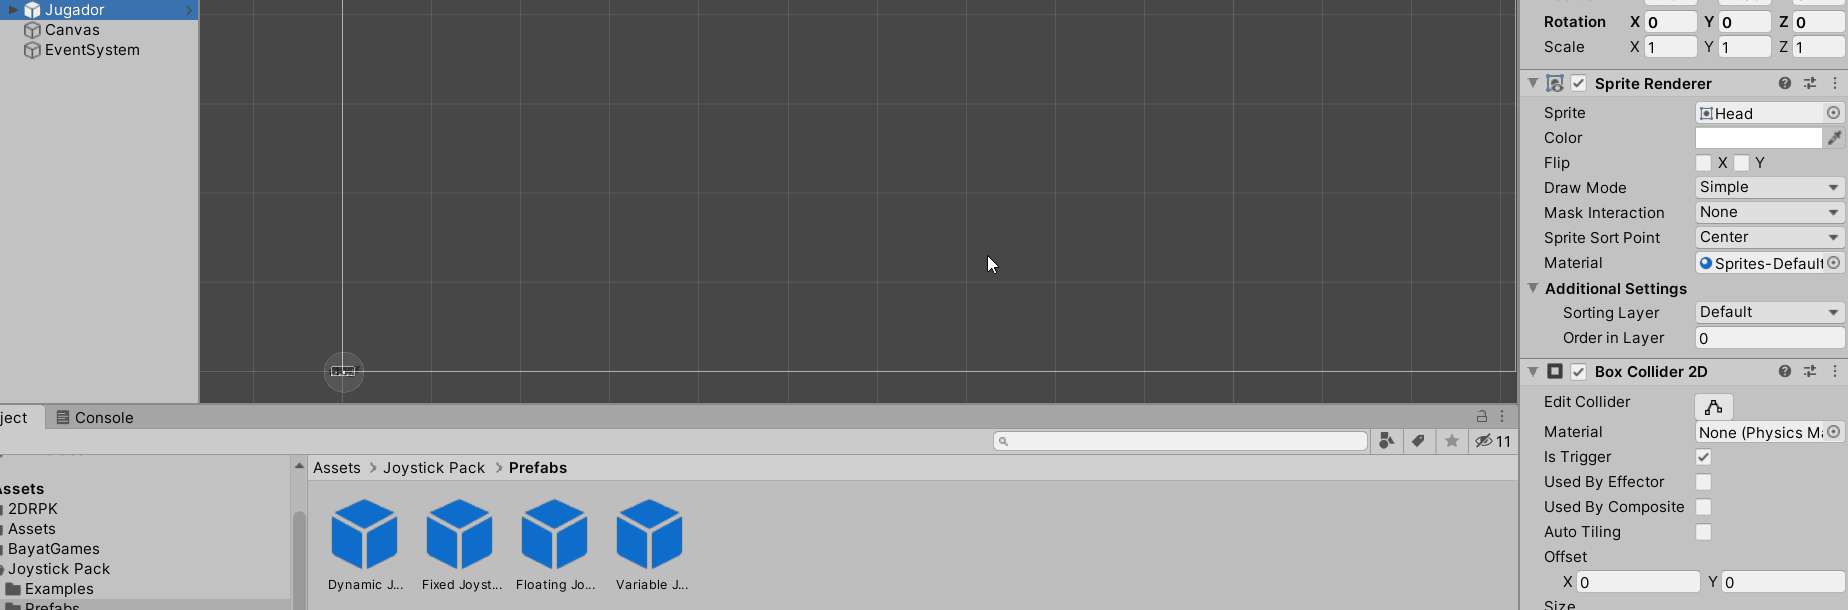 Jugador
Canvas
EventSystem
Rotation X 0 Y 0 Z 0
Scale X 1 Y 1 Z 1
Sprite Renderer
Sprite Head
Color
Flip X Y
Draw Mode Simple
Mask Interaction None
Sprite Sort Point Center
Material Sprites-Default
Additional Settings
Sorting Layer Default
Order in Layer 0
Box Collider 2D
Edit Collider
Material None (Physics Ma
Is Trigger
Used By Effector
Used By Composite
Auto Tiling
Offset
X 0 Y 0
Size
ject Console
11
Assets > Joystick Pack > Prefabs
Assets
2DRPK
Assets
BayatGames
Joystick Pack
Examples
Prefabs
Dynamic J... Fixed Joyst... Floating Jo... Variable J...